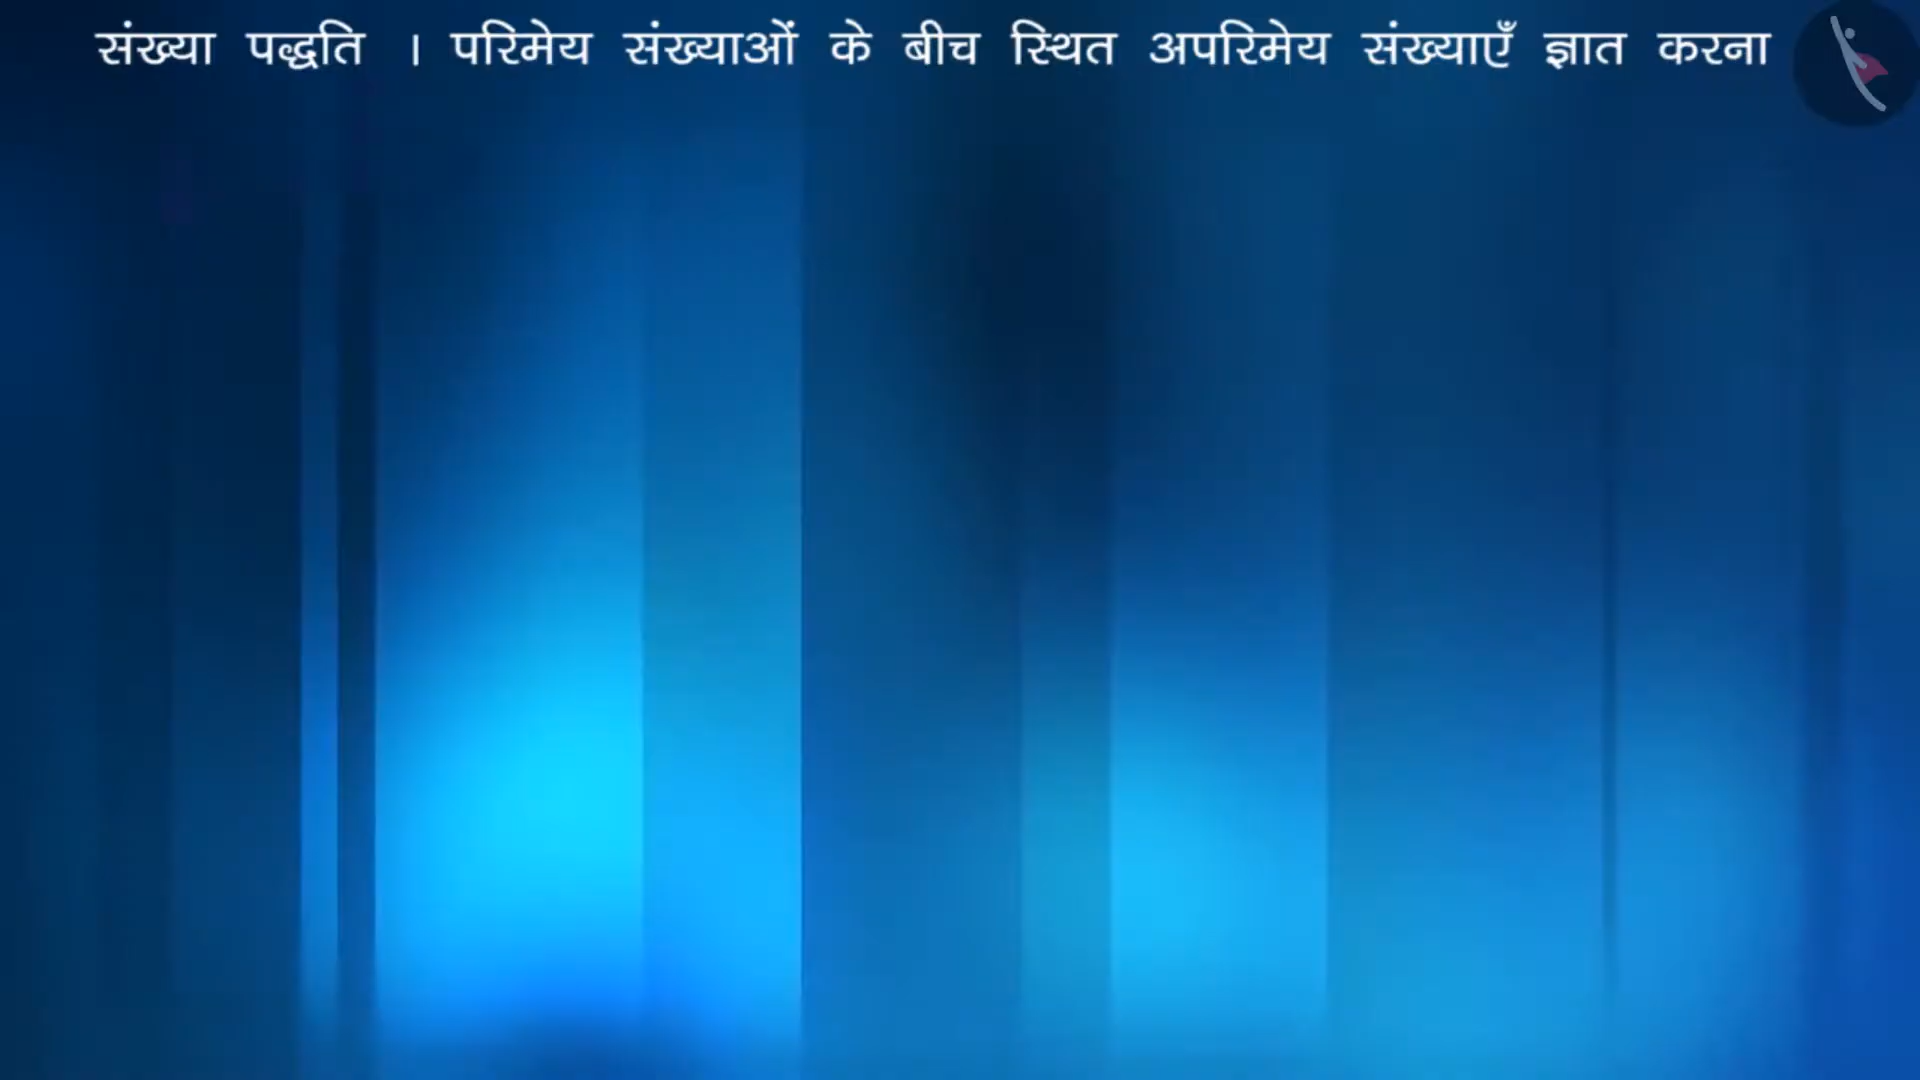 संख्या पद्धति । परिमेय संख्याओं के बीच स्थित अपरिमेय संख्याएँ ज्ञात करना